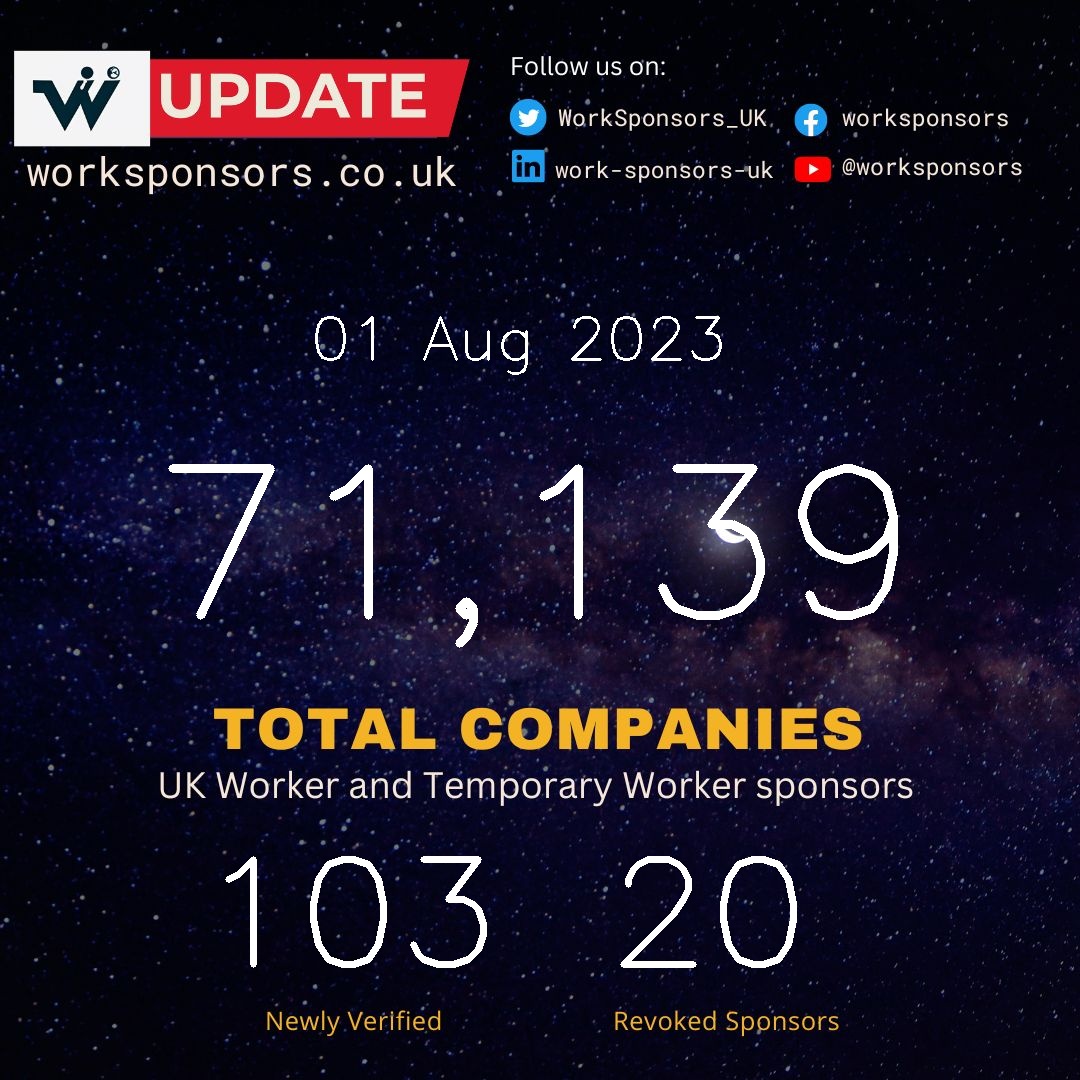 UPDATE
worksponsors.co.uk
Follow us on:
WorkSponsors_UK
worksponsors
work-sponsors-uk
@worksponsors
01 Aug 2023
71,139
TOTAL COMPANIES
UK Worker and Temporary Worker sponsors
103 20
Newly Verified Revoked Sponsors